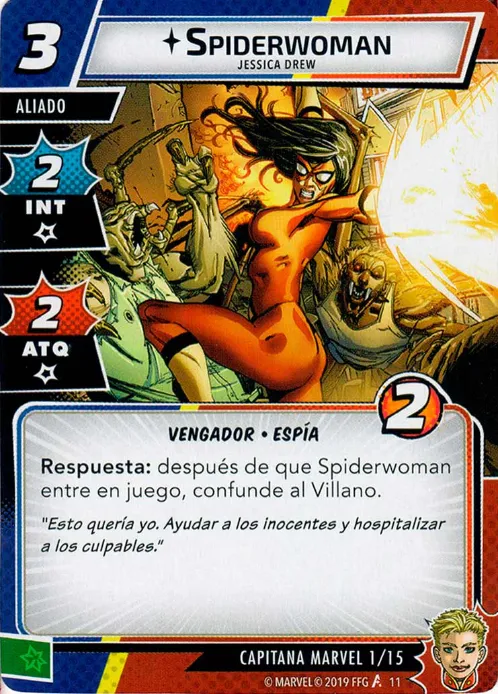 3
SPIDERWOMAN
JESSICA DREW
ALIADO
2
INT
2
ATQ
2
VENGADOR • ESPÍA
Respuesta: después de que Spiderwoman
entre en juego, confunde al Villano.
"Esto quería yo. Ayudar a los inocentes y hospitalizar
a los culpables."
CAPITANA MARVEL 1/15
© MARVEL © 2019 FFG 11